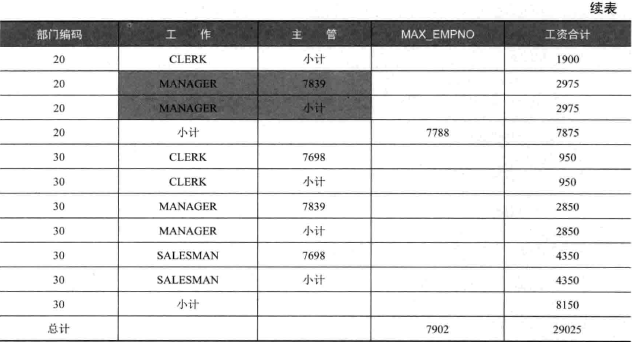 续表
部门编码 工 作 主 管 MAX_EMPNO 工资合计
20 CLERK 小计 1900
20 MANAGER 7839 2975
20 MANAGER 小计 2975
20 小计 7788 7875
30 CLERK 7698 950
30 CLERK 小计 950
30 MANAGER 7839 2850
30 MANAGER 小计 2850
30 SALESMAN 7698 4350
30 SALESMAN 小计 4350
30 小计 8150
总计 7902 29025